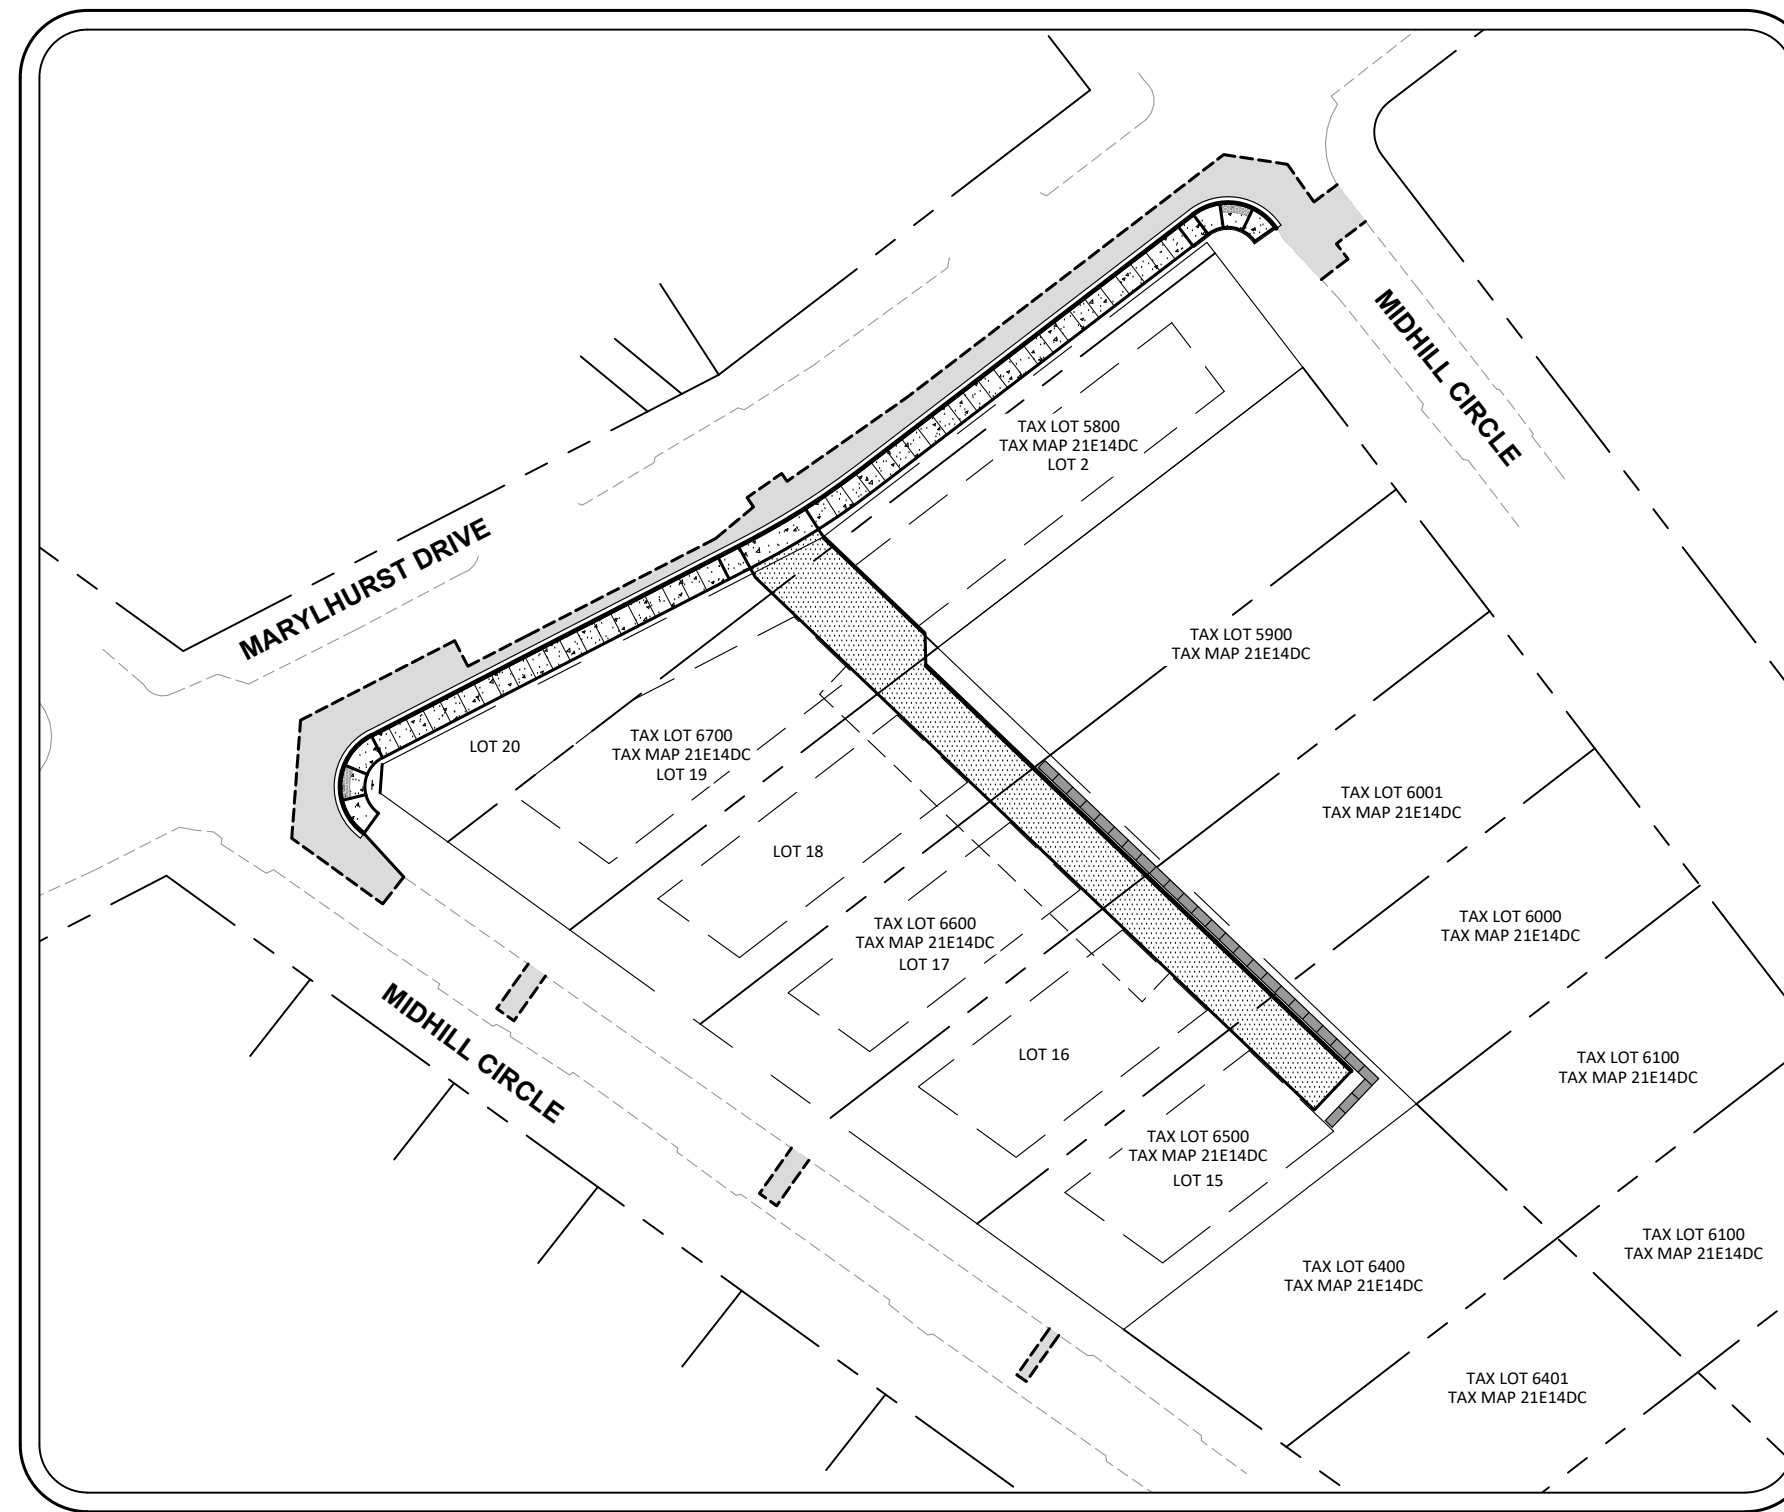 MIDHILL CIRCLE
TAX LOT 5800
TAX MAP 21E14DC
LOT 2
MARYLHURST DRIVE
TAX LOT 5900
TAX MAP 21E14DC
LOT 20
TAX LOT 6700
TAX MAP 21E14DC
LOT 19
TAX LOT 6001
TAX MAP 21E14DC
LOT 18
TAX LOT 6600
TAX MAP 21E14DC
LOT 17
TAX LOT 6000
TAX MAP 21E14DC
MIDHILL CIRCLE
LOT 16
TAX LOT 6100
TAX MAP 21E14DC
TAX LOT 6500
TAX MAP 21E14DC
LOT 15
TAX LOT 6100
TAX MAP 21E14DC
TAX LOT 6400
TAX MAP 21E14DC
TAX LOT 6401
TAX MAP 21E14DC